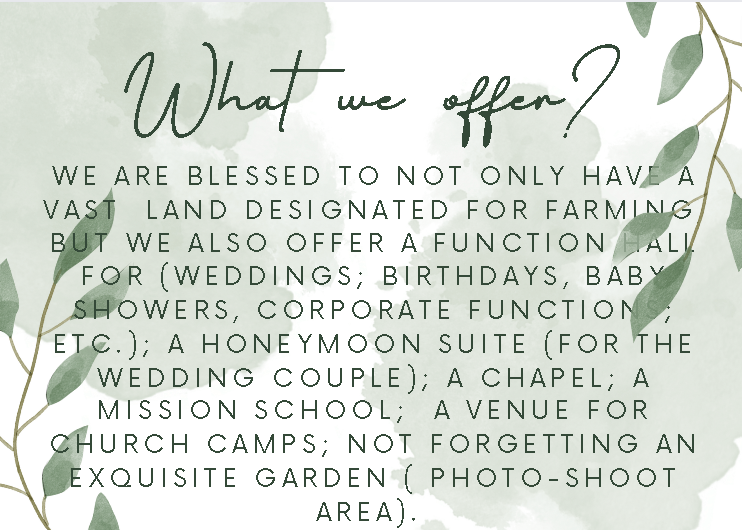 What we offer?
WE ARE BLESSED TO NOT ONLY HAVE A
VAST LAND DESIGNATED FOR FARMING
BUT WE ALSO OFFER A FUNCTION HALL
FOR (WEDDINGS; BIRTHDAYS, BABY
SHOWERS, CORPORATE FUNCTIONS;
ETC.); A HONEYMOON SUITE (FOR THE
WEDDING COUPLE); A CHAPEL; A
MISSION SCHOOL; A VENUE FOR
CHURCH CAMPS; NOT FORGETTING AN
EXQUISITE GARDEN ( PHOTO-SHOOT
AREA).